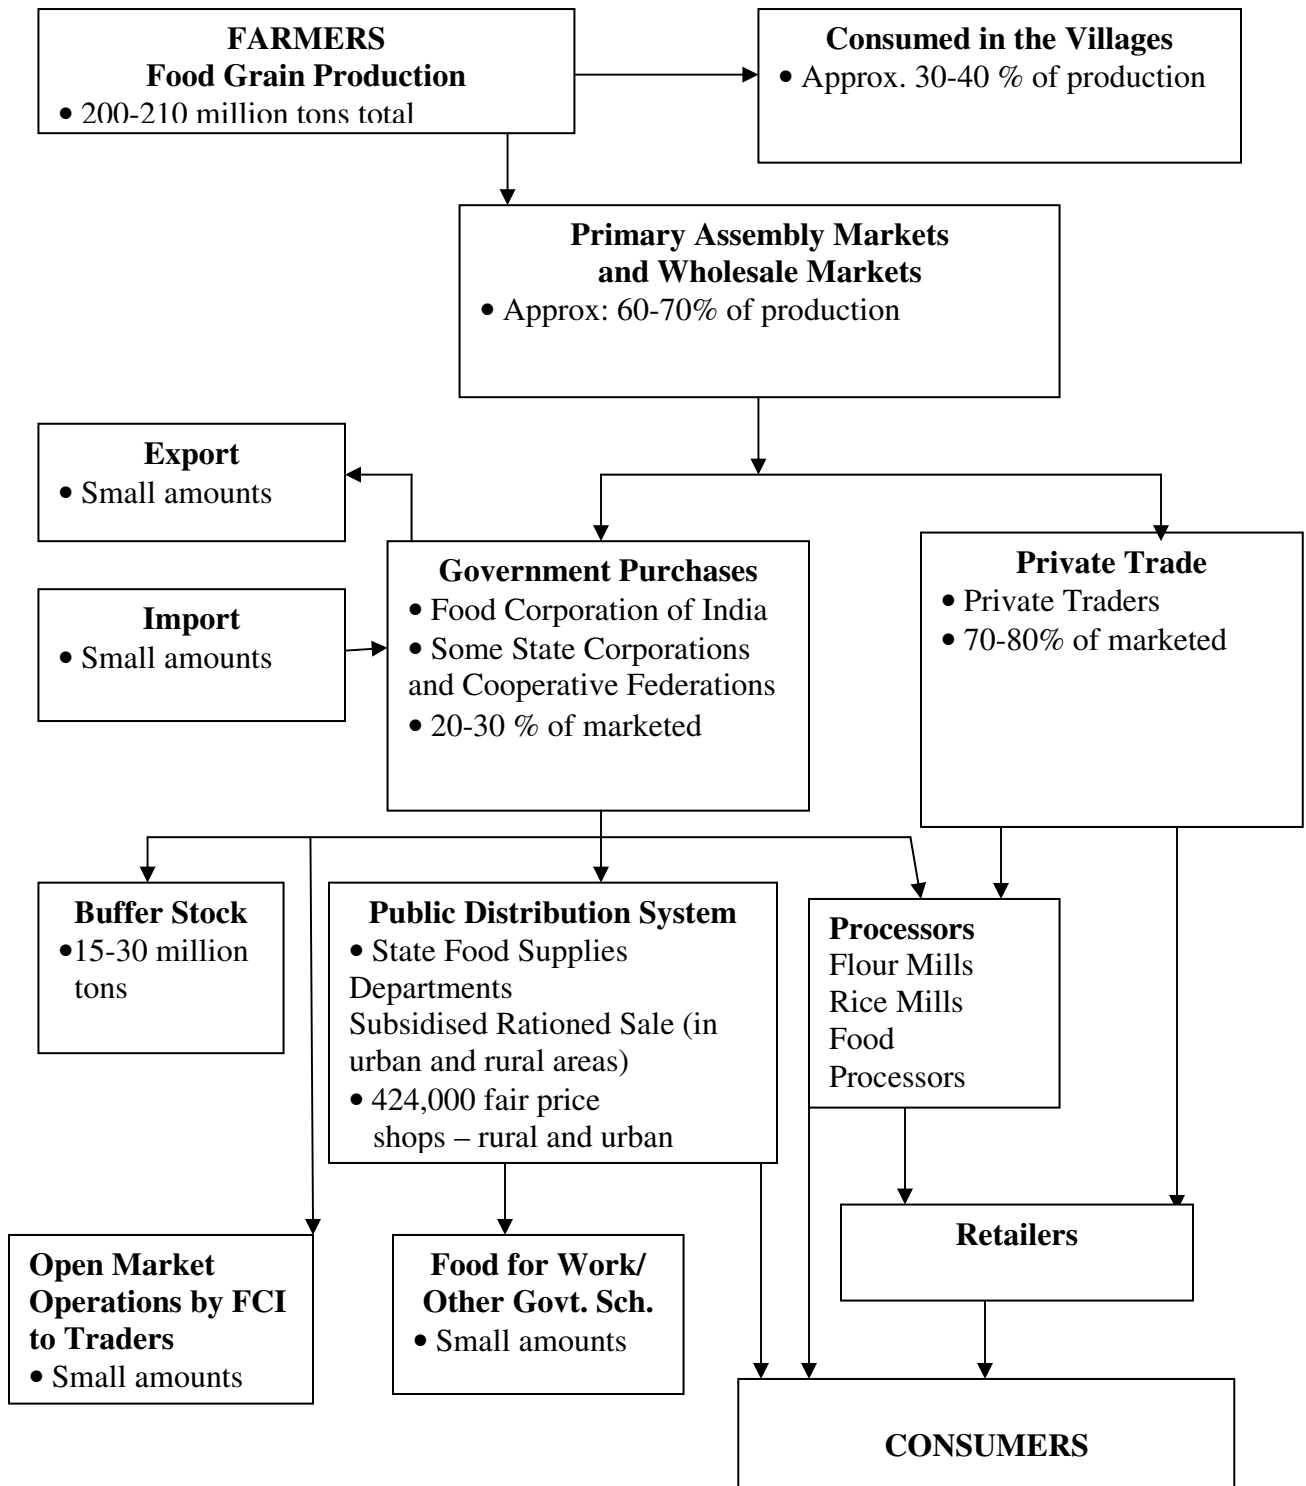 FARMERS
Food Grain Production
• 200-210 million tons total
Consumed in the Villages
• Approx. 30-40 % of production
Primary Assembly Markets
and Wholesale Markets
• Approx: 60-70% of production
Export
• Small amounts
Import
• Small amounts
Government Purchases
• Food Corporation of India
• Some State Corporations
and Cooperative Federations
• 20-30 % of marketed
Private Trade
• Private Traders
• 70-80% of marketed
Buffer Stock
•15-30 million
tons
Public Distribution System
• State Food Supplies
Departments
Subsidised Rationed Sale (in
urban and rural areas)
• 424,000 fair price
shops – rural and urban
Processors
Flour Mills
Rice Mills
Food
Processors
Retailers
Open Market
Operations by FCI
to Traders
• Small amounts
Food for Work/
Other Govt. Sch.
• Small amounts
CONSUMERS